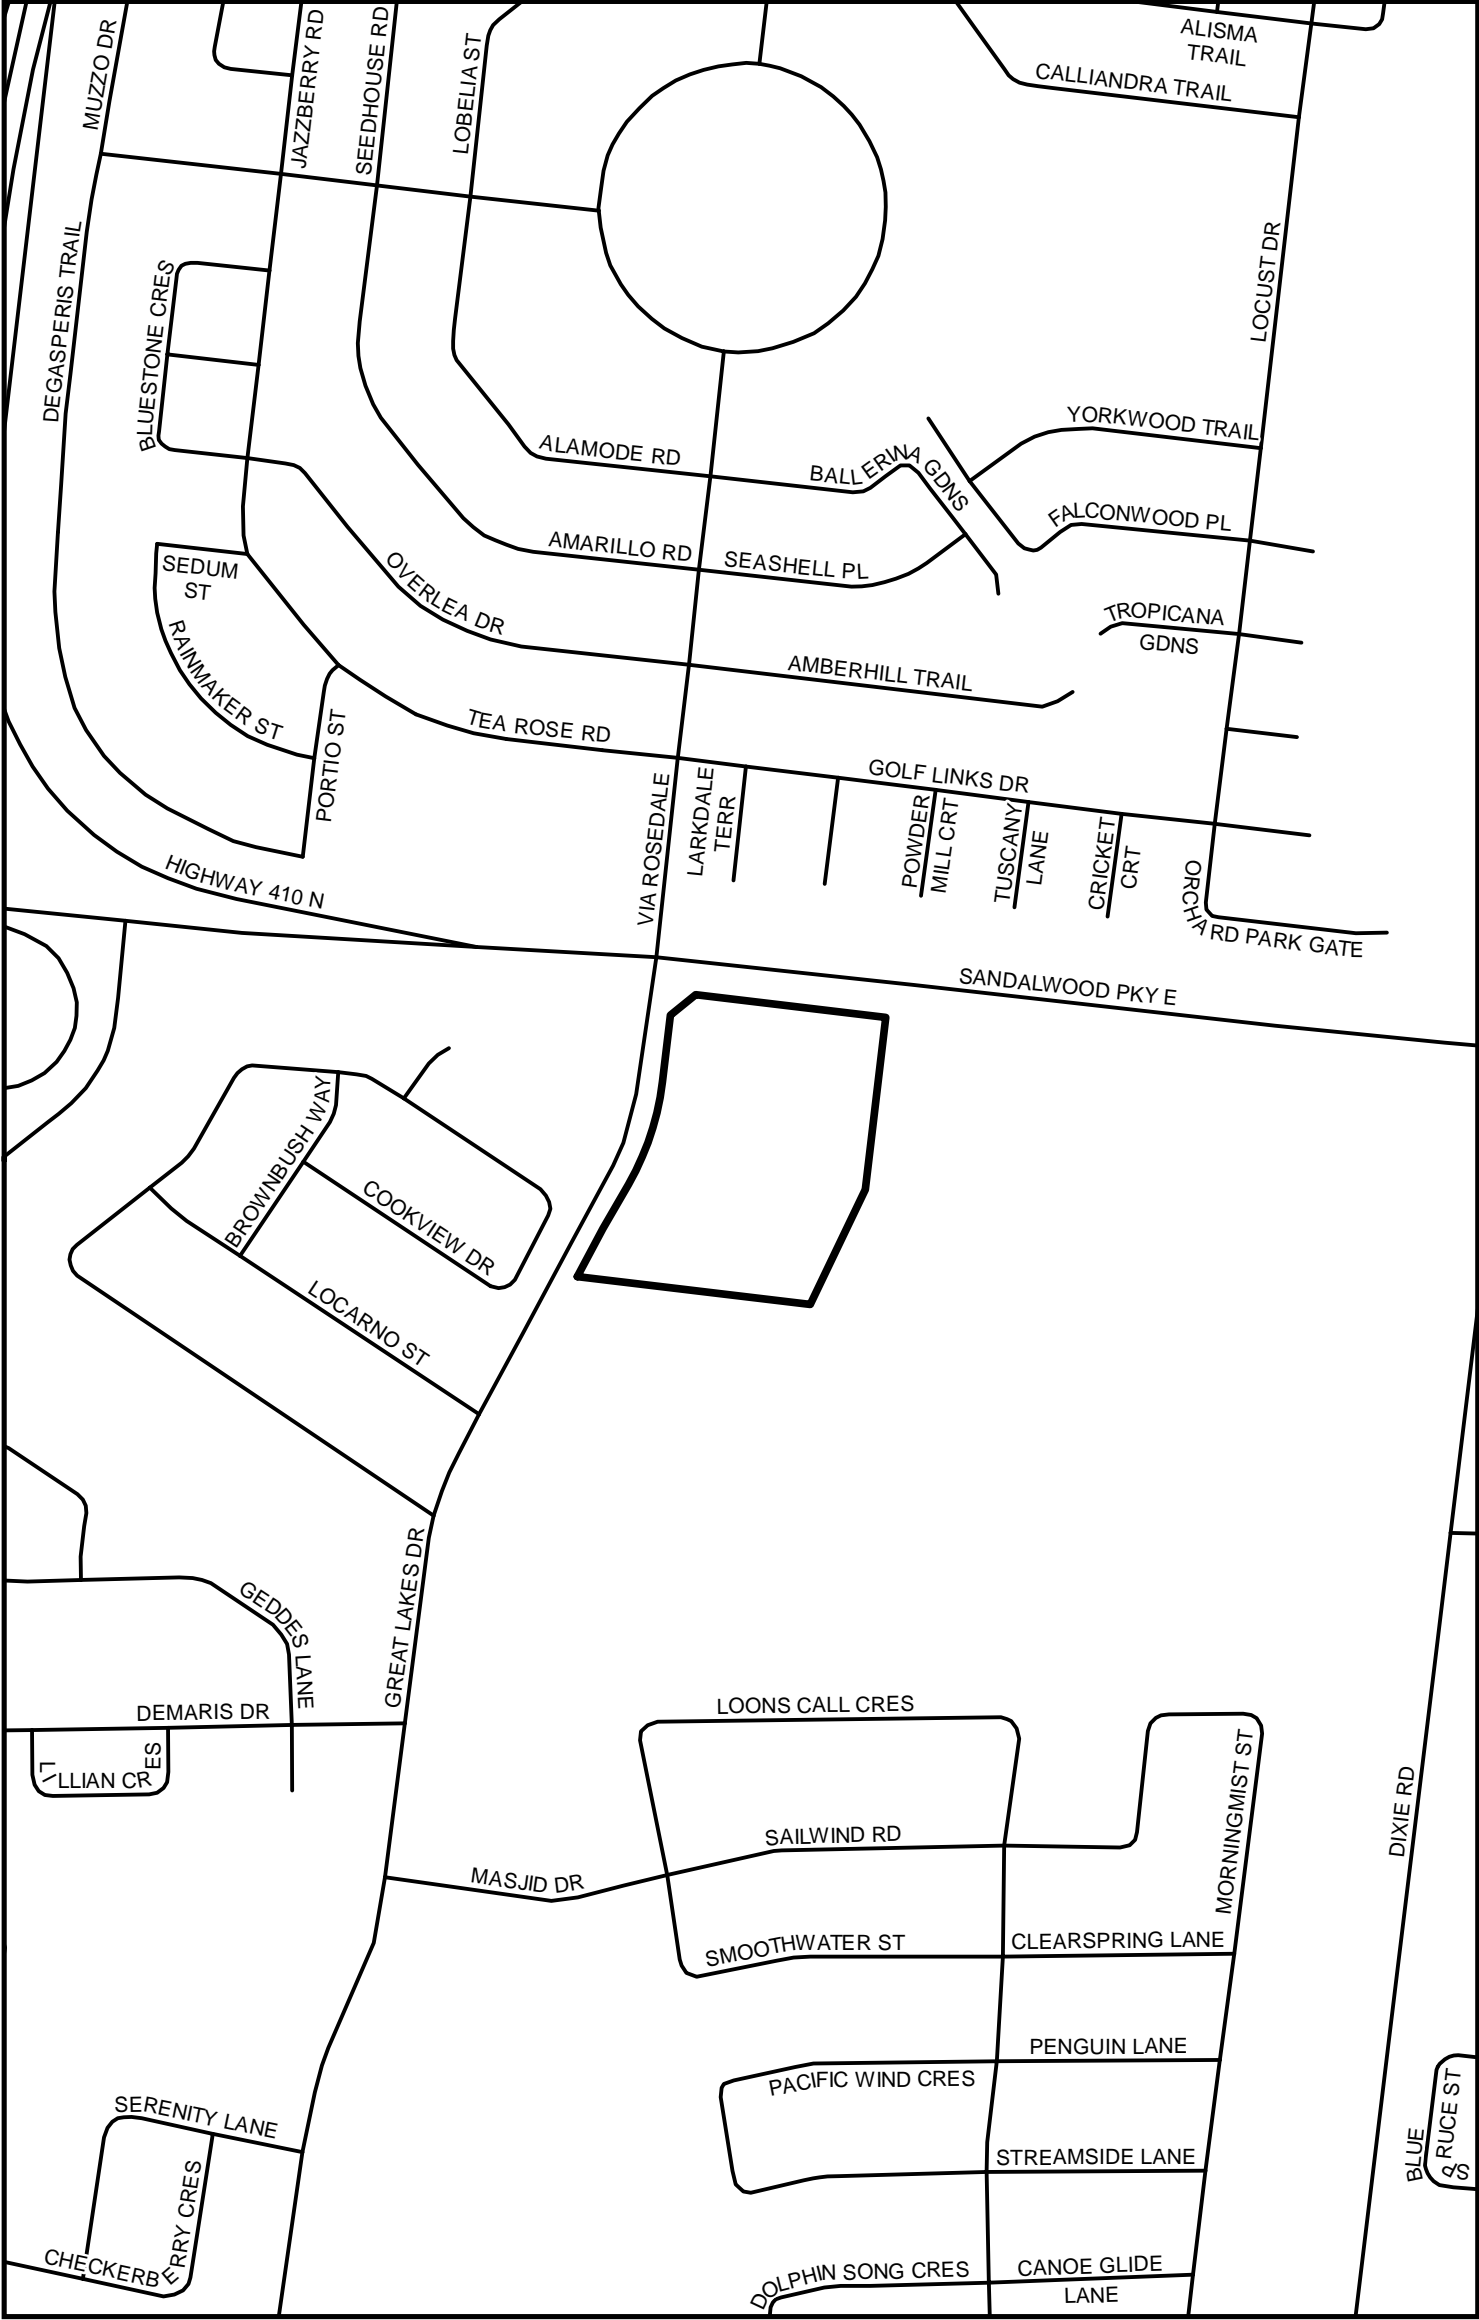 MUZZO DR
JAZZBERRY RD
SEEDHOUSE RD
LOBELIA ST
ALISMA
TRAIL
CALLIANDRA TRAIL
DEGASPERIS TRAIL
BLUESTONE CRES
LOCUST DR
YORKWOOD TRAIL
ALAMODE RD
BALLERINA GDNS
FALCONWOOD PL
AMARILLO RD
SEASHELL PL
SEDUM
ST
OVERLEA DR
TROPICANA
GDNS
RAINMAKER ST
AMBERHILL TRAIL
TEA ROSE RD
PORTIO ST
GOLF LINKS DR
VIA ROSEDALE
LARKDALE
TERR
POWDER
MILL CRT
TUSCANY
LANE
CRICKET
CRT
HIGHWAY 410 N
ORCHARD PARK GATE
SANDALWOOD PKY E
BROWNBUSH WAY
COOKVIEW DR
LOCARNO ST
GREAT LAKES DR
GEDDES LANE
DEMARIS DR
LILLIAN CRES
LOONS CALL CRES
MORNINGMIST ST
DIXIE RD
SAILWIND RD
MASJID DR
SMOOTHWATER ST
CLEARSPRING LANE
PENGUIN LANE
PACIFIC WIND CRES
SERENITY LANE
STREAMSIDE LANE
BLUE
SPRUCE ST
CHECKERBERRY CRES
DOLPHIN SONG CRES
CANOE GLIDE
LANE